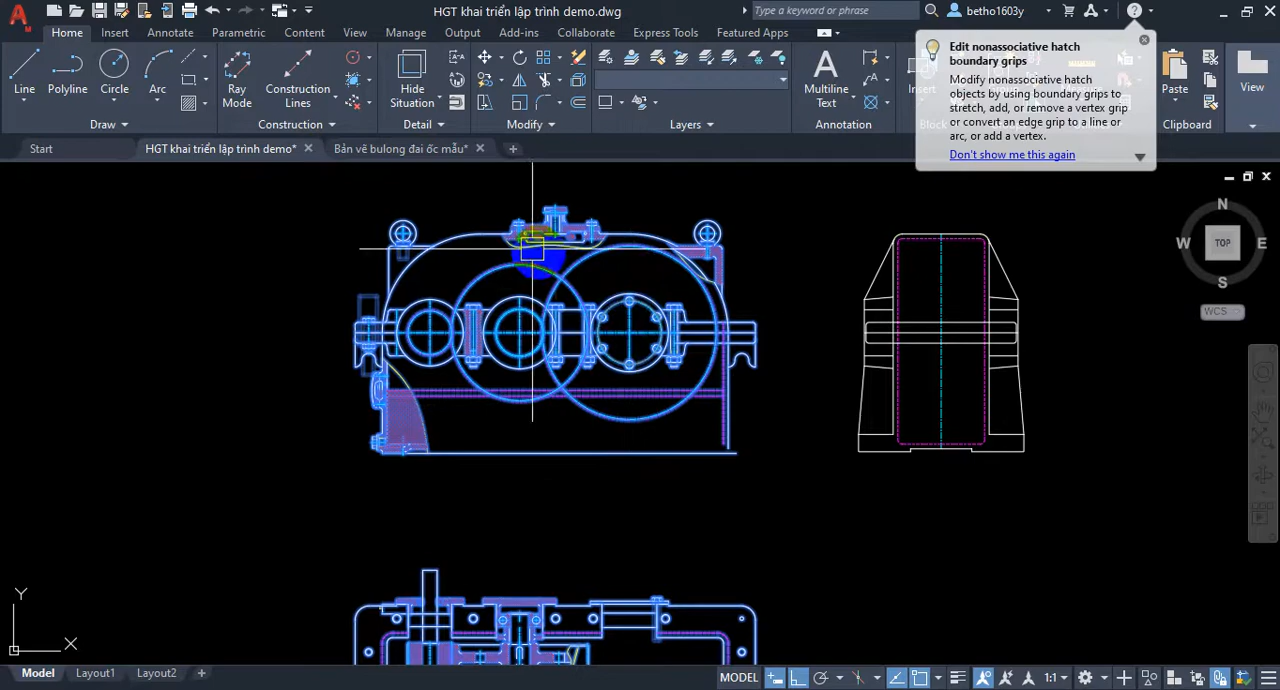 HGT khai triển lập trình demo.dwg
Type a keyword or phrase
betho1603y
Home Insert Annotate Parametric Content View Manage Output Add-ins Collaborate Express Tools Featured Apps
Line Polyline Circle Arc
Ray Mode
Construction Lines
Hide Situation
Multiline Text
Insert
Paste
View
Draw Construction Detail Modify Layers Annotation Block Clipboard
Edit nonassociative hatch
boundary grips
Modify nonassociative hatch
objects by using boundary grips to
stretch, add, or remove a vertex grip
or convert an edge grip to a line or
arc, or add a vertex.
Don't show me this again
Start
HGT khai triển lập trình demo*
Bản vẽ bulong đai ốc mẫu*
N
W TOP E
S
WCS
Y
X
Model Layout1 Layout2
MODEL
1:1